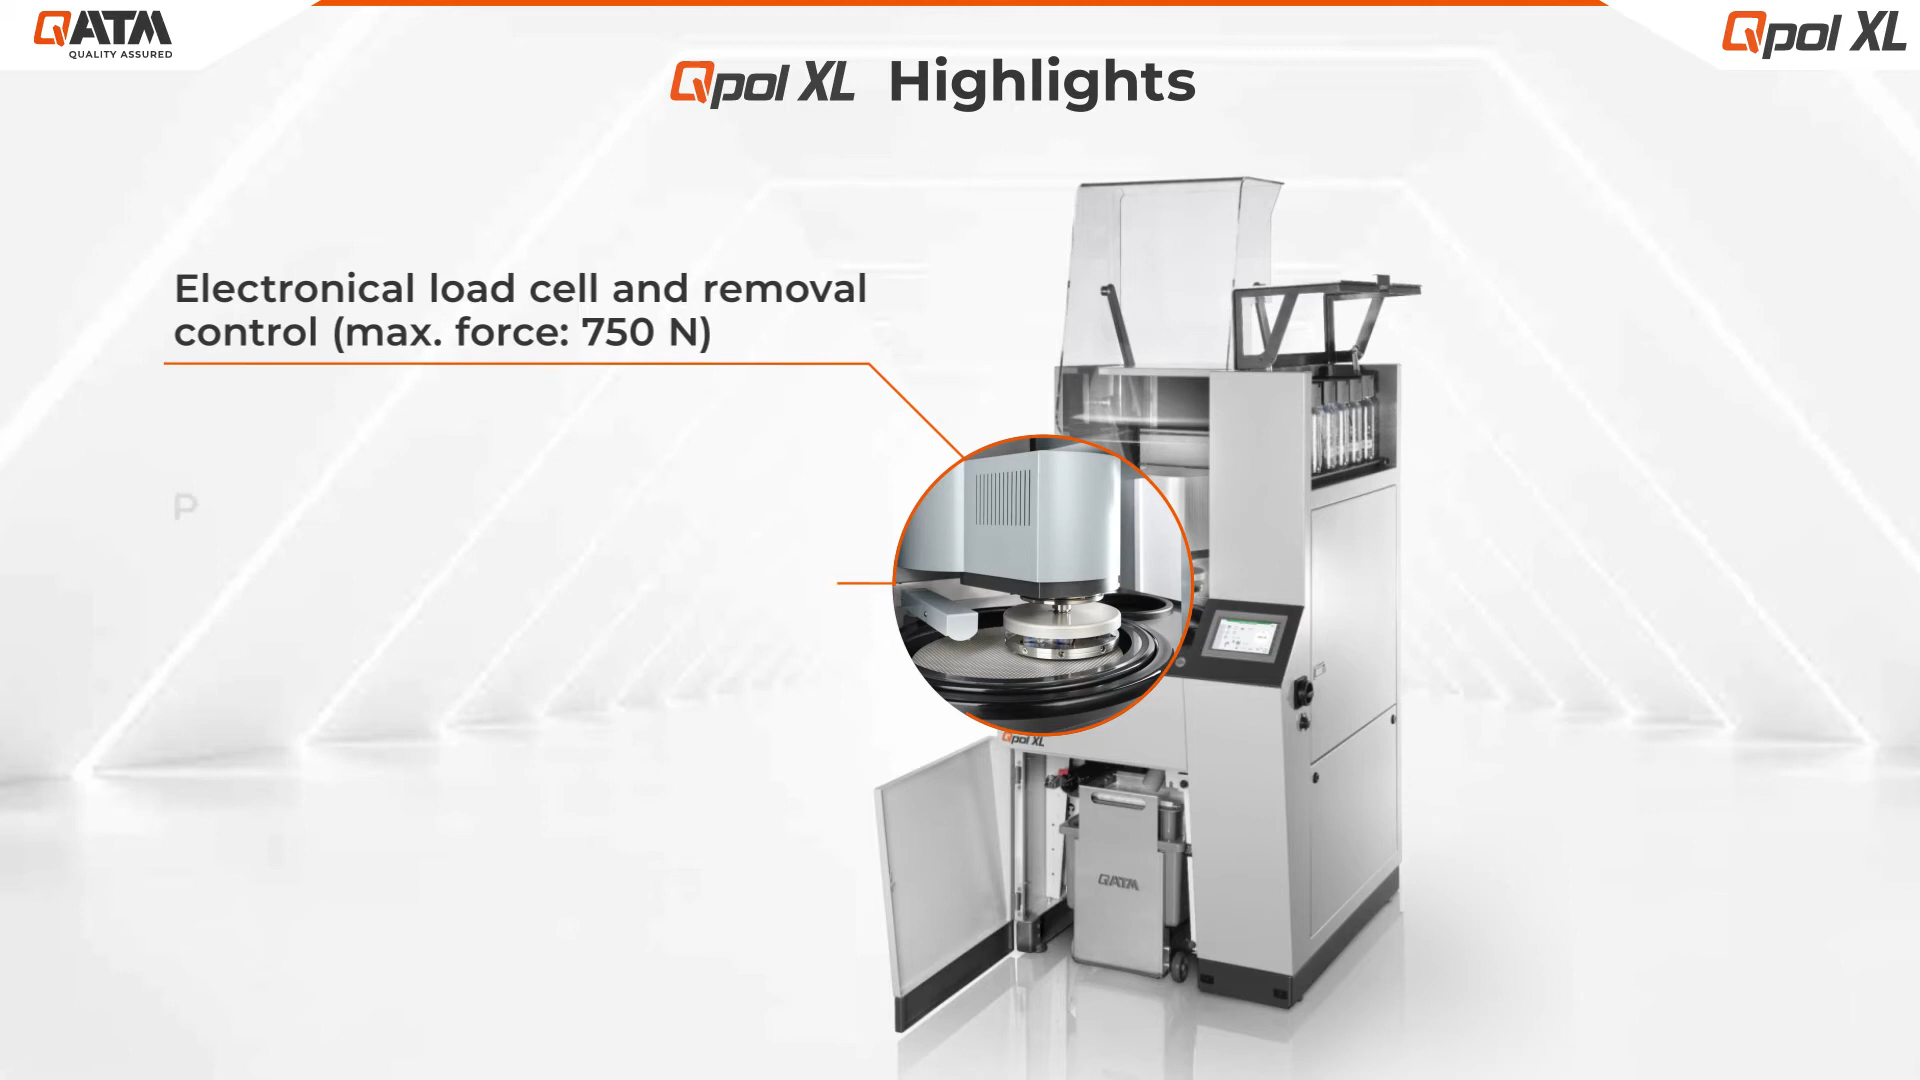 QATM
QUALITY ASSURED
Qpol XL
Qpol XL Highlights
Electronical load cell and removal
control (max. force: 750 N)
P
Qpol XL
QATM